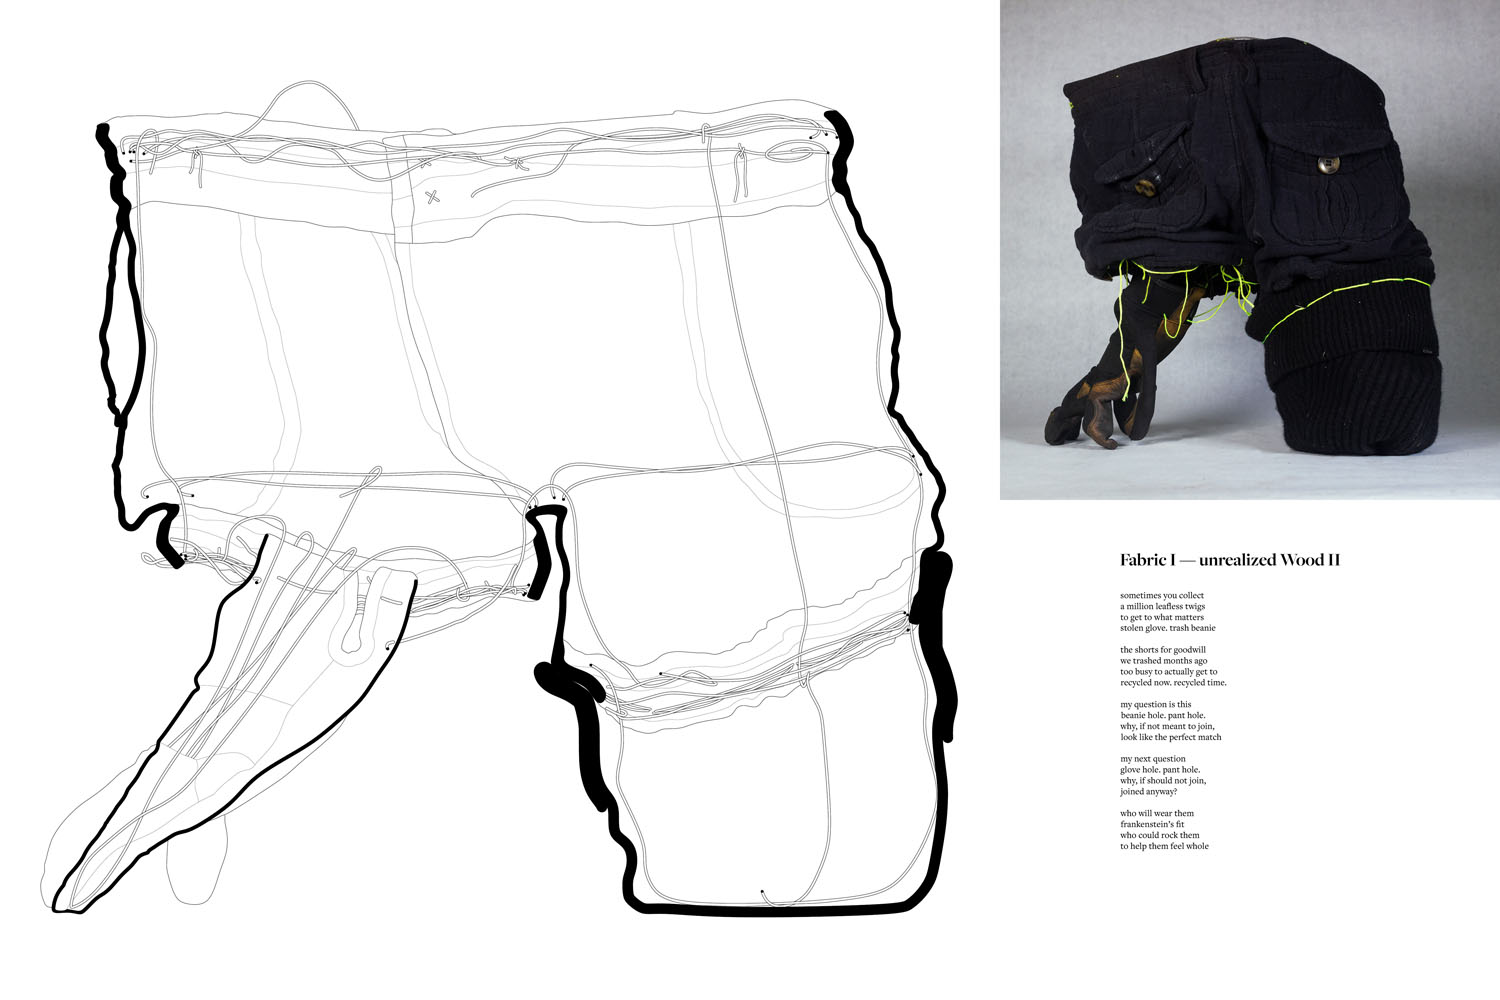 Fabric I — unrealized Wood II
sometimes you collect
a million leafless twigs
to get to what matters
stolen glove. trash beanie
the shorts for goodwill
we trashed months ago
too busy to actually get to
recycled now. recycled time.
my question is this
beanie hole. pant hole.
why, if not meant to join,
look like the perfect match
my next question
glove hole. pant hole.
why, if should not join,
joined anyway?
who will wear them
frankenstein's fit
who could rock them
to help them feel whole